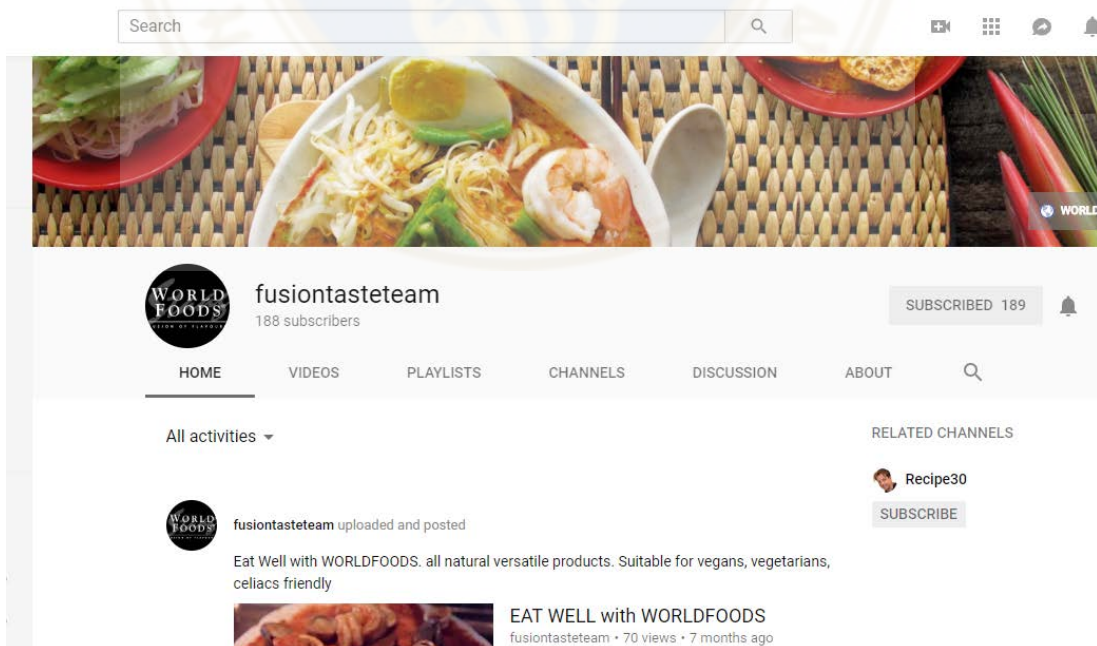 Search
WORLD
WORLD
FOODS
fusiontasteteam
188 subscribers
SUBSCRIBED 189
HOME VIDEOS PLAYLISTS CHANNELS DISCUSSION ABOUT
All activities
RELATED CHANNELS
Recipe30
SUBSCRIBE
WORLD
FOODS
fusiontasteteam uploaded and posted
Eat Well with WORLDFOODS. all natural versatile products. Suitable for vegans, vegetarians,
celiacs friendly
EAT WELL with WORLDFOODS
fusiontasteteam • 70 views • 7 months ago